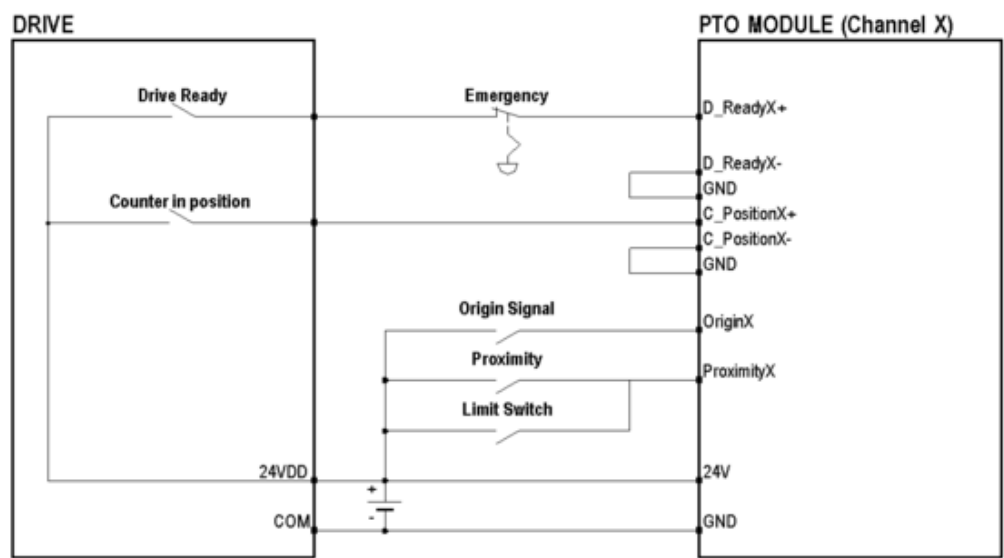 DRIVE
PTO MODULE (Channel X)
Drive Ready
Emergency
D_ReadyX+
D_ReadyX-
GND
Counter in position
C_PositionX+
C_PositionX-
GND
Origin Signal
OriginX
Proximity
ProximityX
Limit Switch
24VDD
24V
+
-
COM
GND